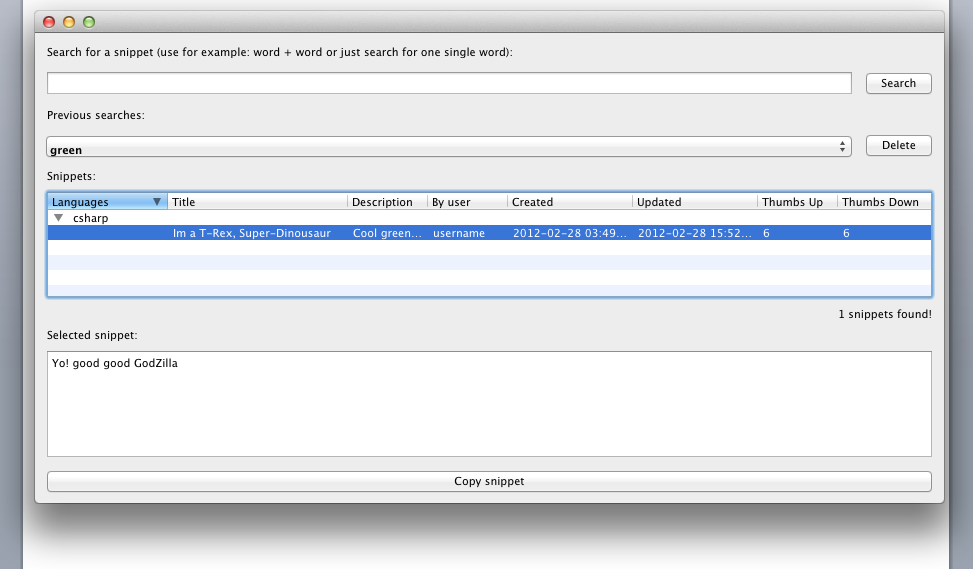 Search for a snippet (use for example: word + word or just search for one single word):
Search
Previous searches:
green Delete
Snippets:
Languages Title Description By user Created Updated Thumbs Up Thumbs Down
csharp
Im a T-Rex, Super-Dinousaur Cool green... username 2012-02-28 03:49... 2012-02-28 15:52... 6 6
1 snippets found!
Selected snippet:
Yo! good good GodZilla
Copy snippet